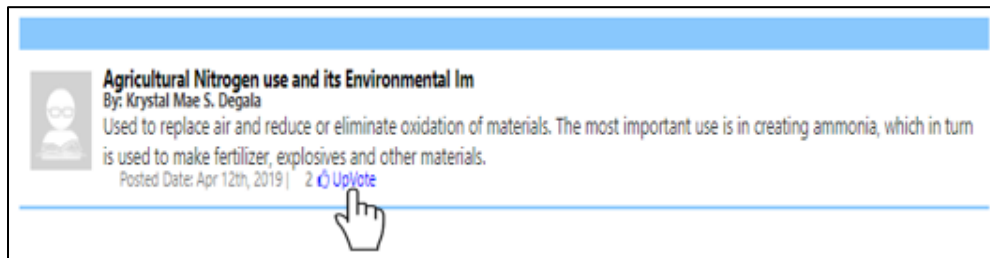 Agricultural Nitrogen use and its Environmental Im
By: Krystal Mae S. Degala
Used to replace air and reduce or eliminate oxidation of materials. The most important use is in creating ammonia, which in turn
is used to make fertilizer, explosives and other materials.
Posted Date: Apr 12th, 2019 | 2 UpVote